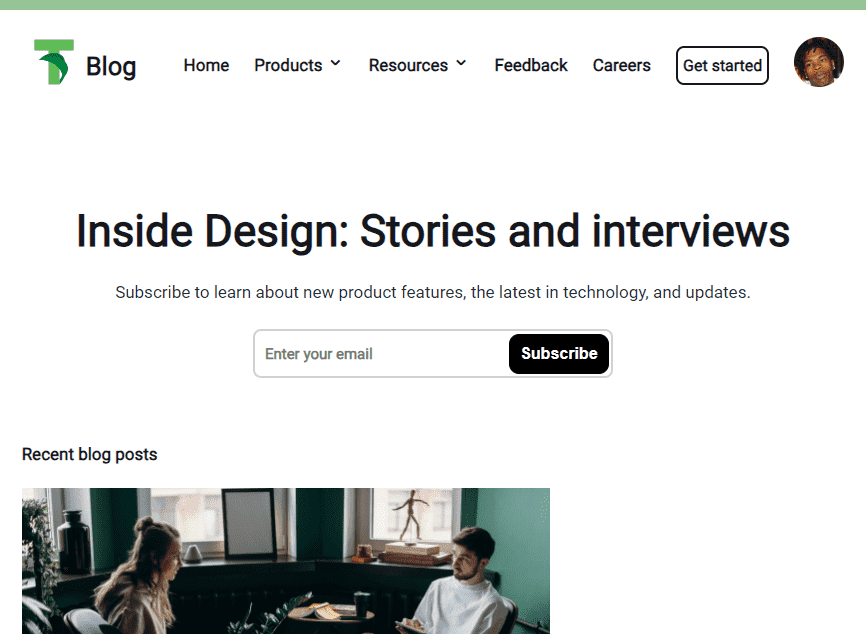 Blog Home Products Resources Feedback Careers Get started
Inside Design: Stories and interviews
Subscribe to learn about new product features, the latest in technology, and updates.
Enter your email Subscribe
Recent blog posts